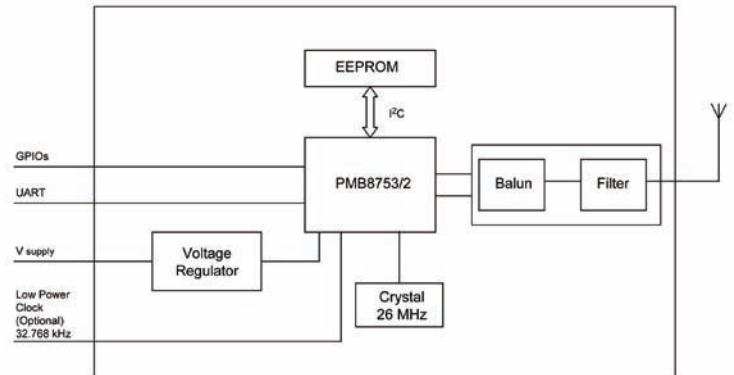 EEPROM
I²C
GPIOs
UART
PMB8753/2
Balun
Filter
V supply
Voltage
Regulator
Crystal
26 MHz
Low Power
Clock
(Optional)
32.768 kHz